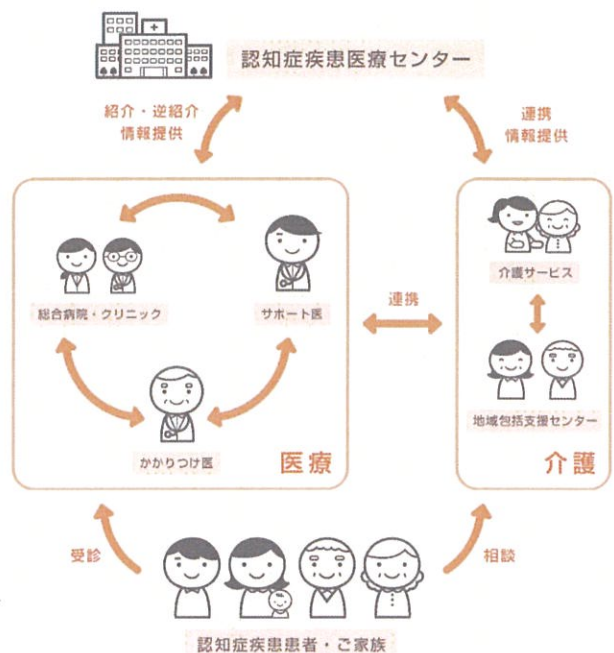 認知症疾患医療センター
紹介・逆紹介
情報提供
連携
情報提供
総合病院・クリニック
サポート医
かかりつけ医
医療
連携
介護サービス
地域包括支援センター
介護
受診
相談
認知症疾患患者・ご家族